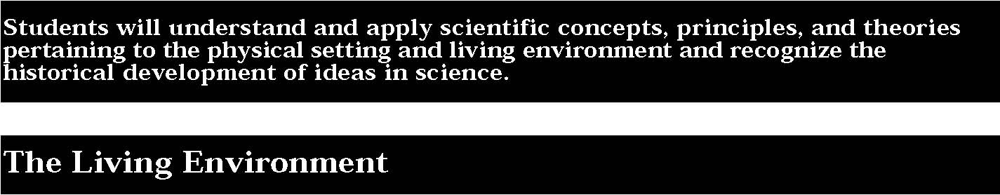 Students will understand and apply scientific concepts, principles, and theories
pertaining to the physical setting and living environment and recognize the
historical development of ideas in science.
The Living Environment